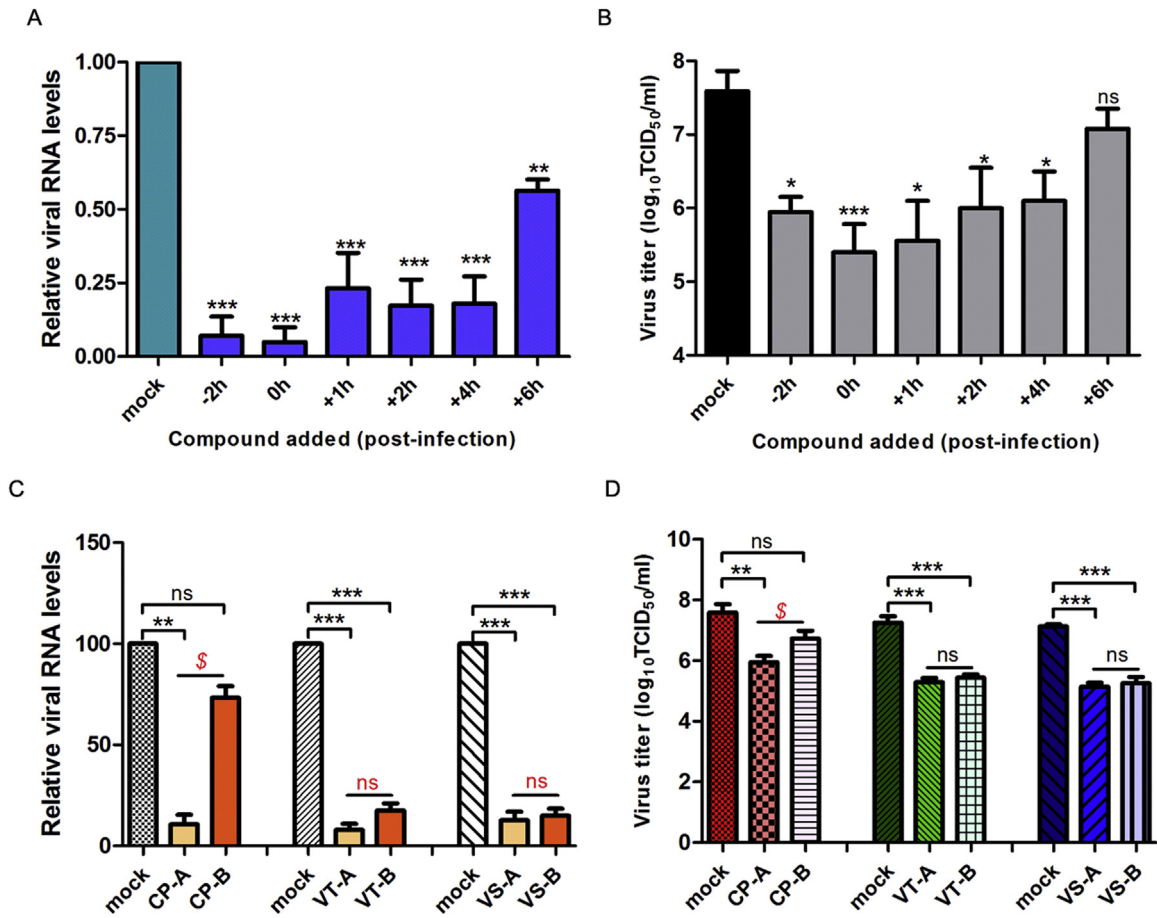 A
Relative viral RNA levels
1.00
0.75
0.50
0.25
0.00
***
***
***
***
***
**
mock
-2h
0h
+1h
+2h
+4h
+6h
Compound added (post-infection)
B
Virus titer (log₁₀TCID₅₀/ml)
8
7
6
5
4
*
***
*
*
*
ns
mock
-2h
0h
+1h
+2h
+4h
+6h
Compound added (post-infection)
C
Relative viral RNA levels
150
100
50
0
ns
**
$
***
***
ns
***
***
ns
mock
CP-A
CP-B
mock
VT-A
VT-B
mock
VS-A
VS-B
D
Virus titer (log₁₀TCID₅₀/ml)
10
8
6
4
2
0
ns
**
$
***
***
ns
***
***
ns
mock
CP-A
CP-B
mock
VT-A
VT-B
mock
VS-A
VS-B